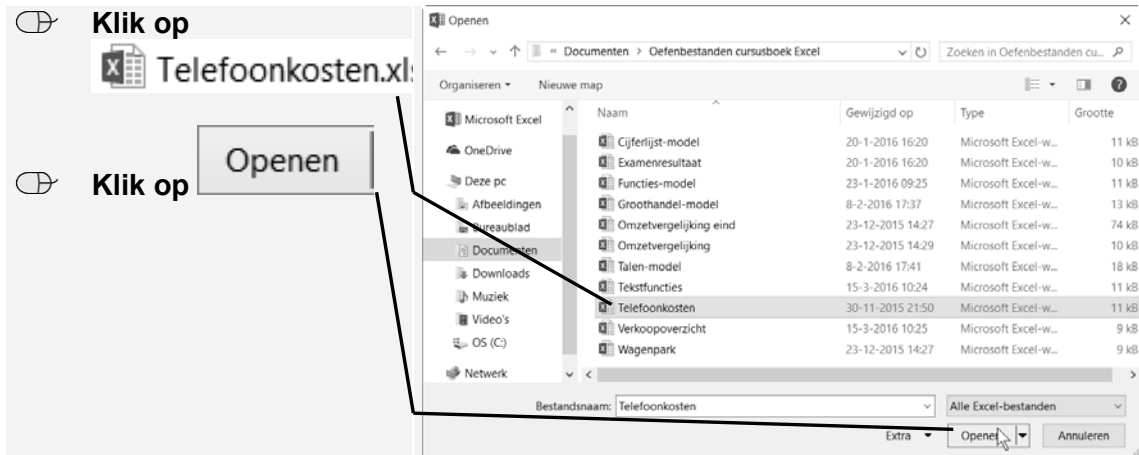 Klik op
Telefoonkosten.xls
Klik op Openen
Openen
« Documenten > Oefenbestanden cursusboek Excel
Zoeken in Oefenbestanden cu...
Organiseren Nieuwe map
Naam Gewijzigd op Type Grootte
Microsoft Excel
OneDrive
Deze pc
Afbeeldingen
Bureaublad
Documenten
Downloads
Muziek
Video's
OS (C:)
Netwerk
Cijferlijst-model 20-1-2016 16:20 Microsoft Excel-w... 11 kB
Examenresultaat 20-1-2016 16:20 Microsoft Excel-w... 10 kB
Functies-model 23-1-2016 09:25 Microsoft Excel-w... 11 kB
Groothandel-model 8-2-2016 17:37 Microsoft Excel-w... 13 kB
Omzetvergelijking eind 23-12-2015 14:27 Microsoft Excel-w... 74 kB
Omzetvergelijking 23-12-2015 14:29 Microsoft Excel-w... 10 kB
Talen-model 8-2-2016 17:41 Microsoft Excel-w... 18 kB
Tekstfuncties 15-3-2016 10:24 Microsoft Excel-w... 11 kB
Telefoonkosten 30-11-2015 21:50 Microsoft Excel-w... 11 kB
Verkoopoverzicht 15-3-2016 10:25 Microsoft Excel-w... 9 kB
Wagenpark 23-12-2015 14:27 Microsoft Excel-w... 9 kB
Bestandsnaam: Telefoonkosten Alle Excel-bestanden
Extra Openen Annuleren